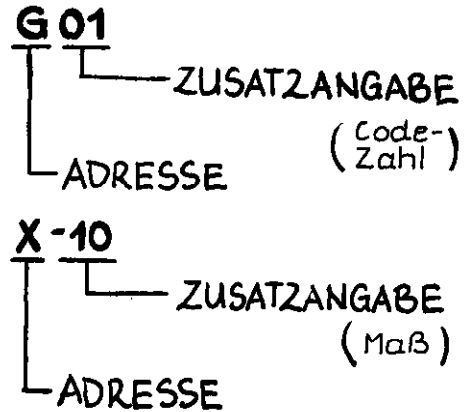 G 01
ZUSATZANGABE
(Code-
Zahl)
ADRESSE
X -10
ZUSATZANGABE
(Maß)
ADRESSE